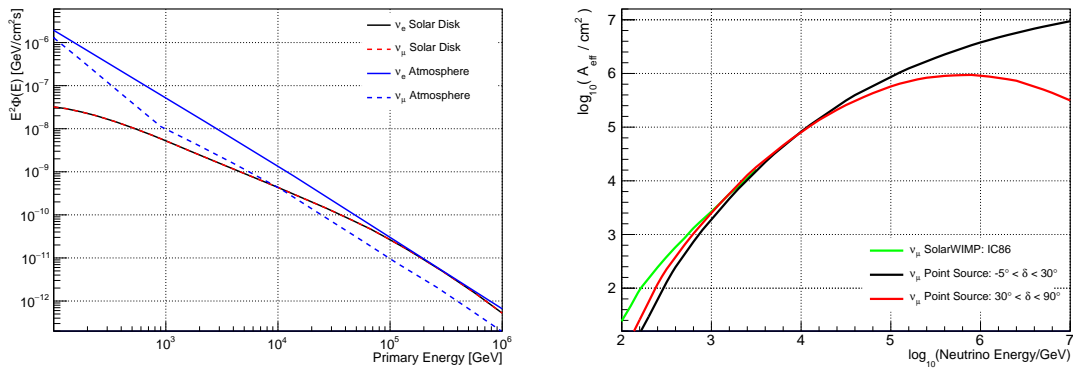 E²Φ(E) [GeV/cm²s]
10⁻⁶
10⁻⁷
10⁻⁸
10⁻⁹
10⁻¹⁰
10⁻¹¹
10⁻¹²
νe Solar Disk
νμ Solar Disk
νe Atmosphere
νμ Atmosphere
10³
10⁴
10⁵
10⁶
Primary Energy [GeV]
log₁₀( A_eff / cm²)
7
6
5
4
3
2
νμ SolarWIMP: IC86
νμ Point Source: -5° < δ < 30°
νμ Point Source: 30° < δ < 90°
2 3 4 5 6 7
log₁₀(Neutrino Energy/GeV)